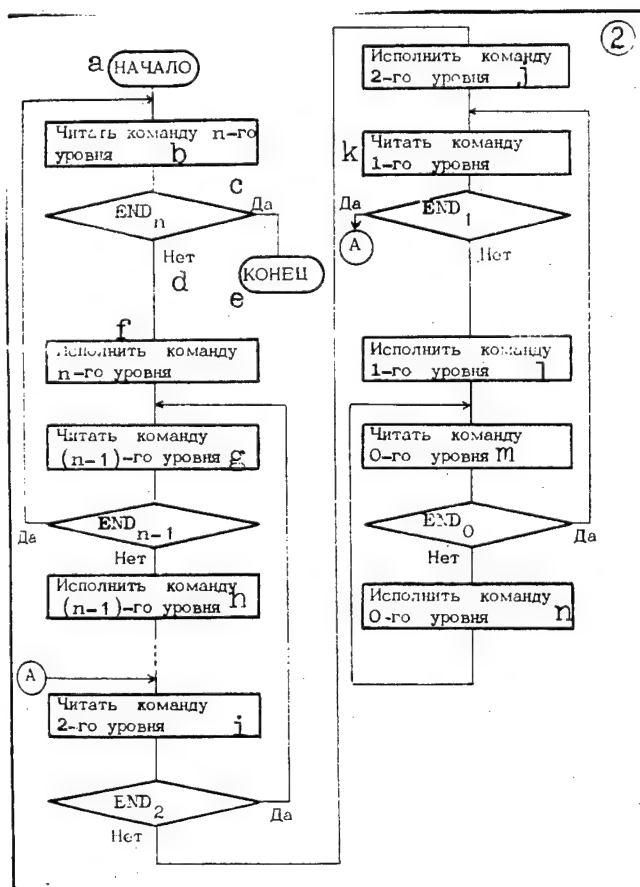 2
a НАЧАЛО
Читать команду n-го
уровня b
c
END n
Да
Нет
d
КОНЕЦ
e
f
Исполнить команду
n-го уровня
Читать команду
(n-1)-го уровня g
END n-1
Да
Нет
Исполнить команду
(n-1)-го уровня h
A
Читать команду
2-го уровня i
END 2
Да
Нет
Исполнить команду
2-го уровня j
k
Читать команду
1-го уровня
Да
END 1
A
Нет
Исполнить команду
1-го уровня l
Читать команду
0-го уровня m
END 0
Нет
Да
Исполнить команду
0-го уровня n